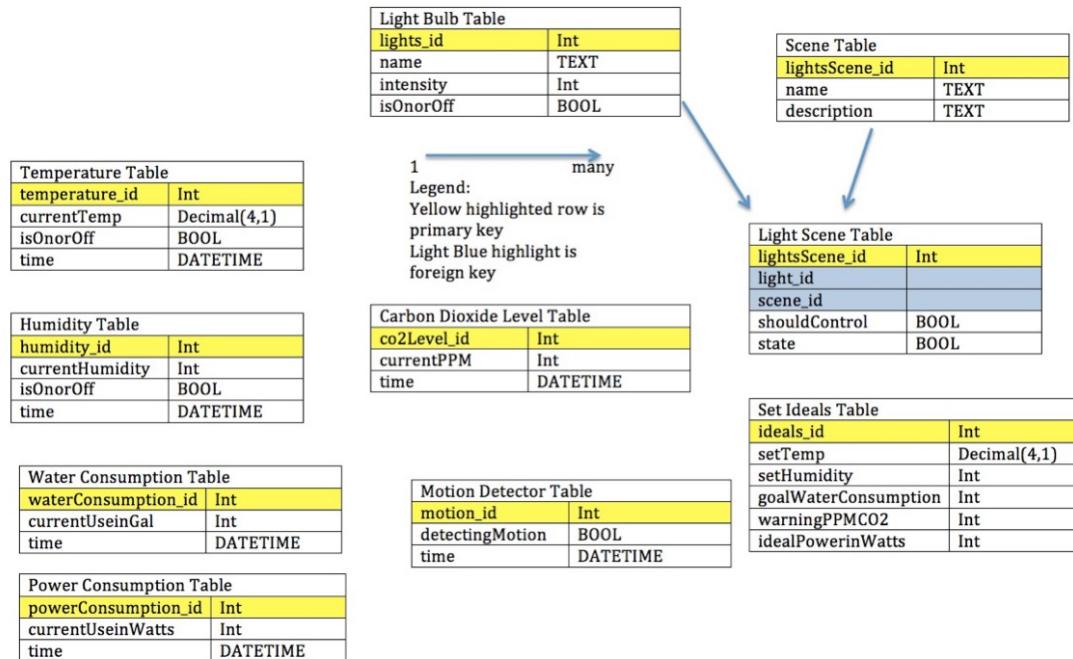 Light Bulb Table
lights_id Int
name TEXT
intensity Int
isOnorOff BOOL
Scene Table
lightsScene_id Int
name TEXT
description TEXT
1 many
Legend:
Yellow highlighted row is
primary key
Light Blue highlight is
foreign key
Temperature Table
temperature_id Int
currentTemp Decimal(4,1)
isOnorOff BOOL
time DATETIME
Light Scene Table
lightsScene_id Int
light_id
scene_id
shouldControl BOOL
state BOOL
Humidity Table
humidity_id Int
currentHumidity Int
isOnorOff BOOL
time DATETIME
Carbon Dioxide Level Table
co2Level_id Int
currentPPM Int
time DATETIME
Set Ideals Table
ideals_id Int
setTemp Decimal(4,1)
setHumidity Int
goalWaterConsumption Int
warningPPMCO2 Int
idealPowerinWatts Int
Water Consumption Table
waterConsumption_id Int
currentUseinGal Int
time DATETIME
Motion Detector Table
motion_id Int
detectingMotion BOOL
time DATETIME
Power Consumption Table
powerConsumption_id Int
currentUseinWatts Int
time DATETIME